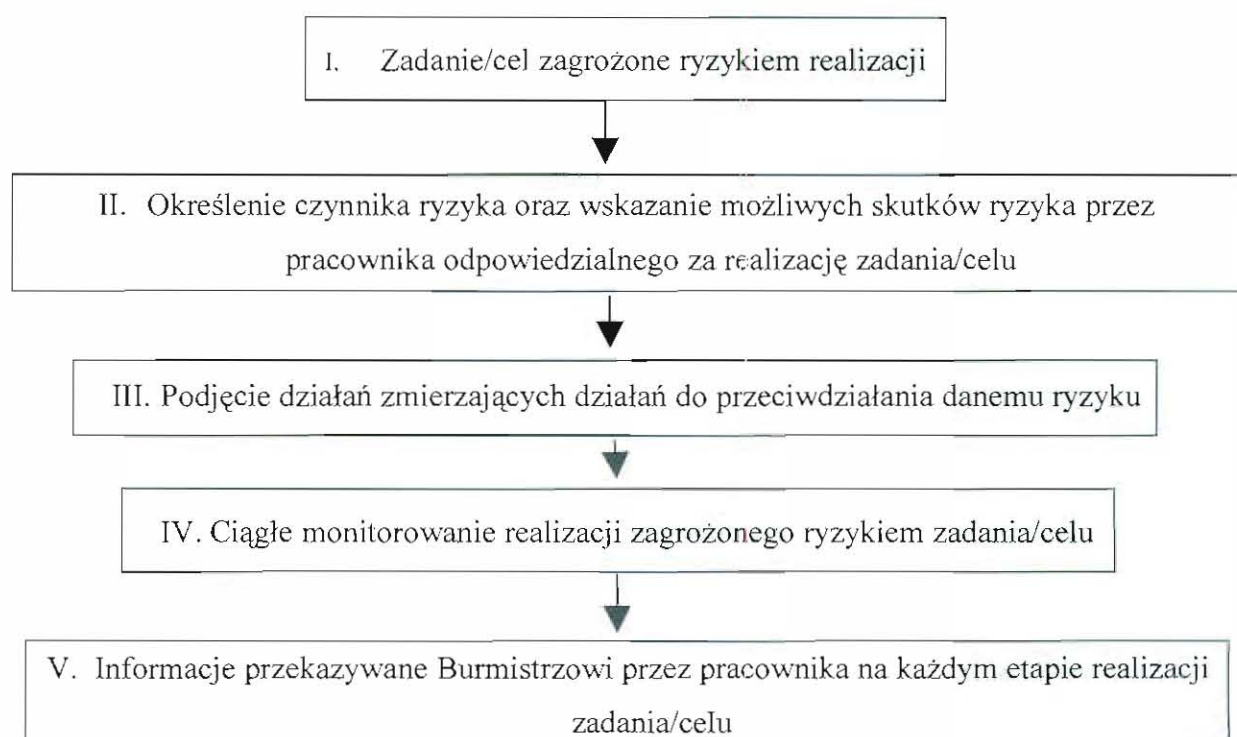 I. Zadanie/cel zagrożone ryzykiem realizacji
II. Określenie czynnika ryzyka oraz wskazanie możliwych skutków ryzyka przez
pracownika odpowiedzialnego za realizację zadania/celu
III. Podjęcie działań zmierzających działań do przeciwdziałania danemu ryzyku
IV. Ciągłe monitorowanie realizacji zagrożonego ryzykiem zadania/celu
V. Informacje przekazywane Burmistrzowi przez pracownika na każdym etapie realizacji
zadania/celu